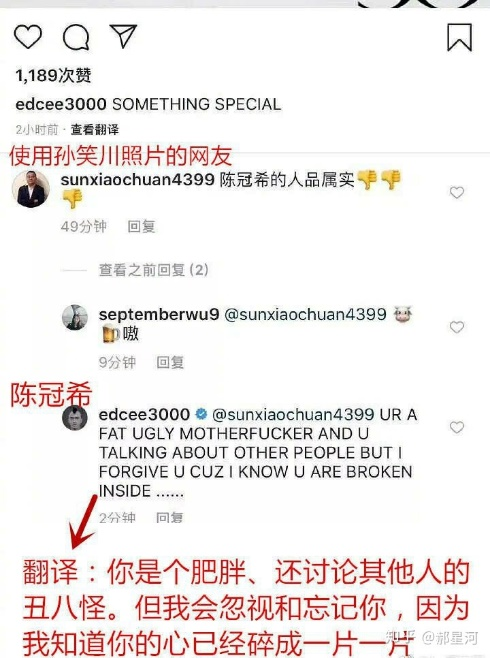 1,189次赞
edcee3000 SOMETHING SPECIAL
2小时前 · 查看翻译
使用孙笑川照片的网友
sunxiaochuan4399 陈冠希的人品属实👎👎
👎
49分钟 回复
查看之前回复 (2)
septemberwu9 @sunxiaochuan4399 🐮
🍺嗷
9分钟 回复
陈冠希
edcee3000 @sunxiaochuan4399 UR A
FAT UGLY MOTHERFUCKER AND U
TALKING ABOUT OTHER PEOPLE BUT I
FORGIVE U CUZ I KNOW U ARE BROKEN
INSIDE ......
2分钟 回复
翻译：你是个肥胖、还讨论其他人的
丑八怪。但我会忽视和忘记你，因为
我知道你的心已经碎成一片一片
知乎 @郝星河